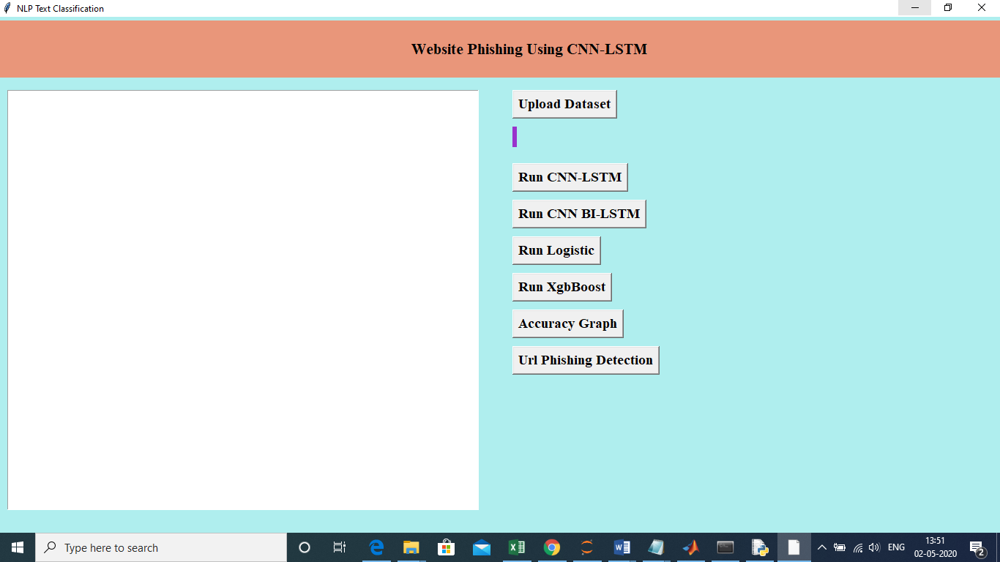 NLP Text Classification
Website Phishing Using CNN-LSTM
Upload Dataset
Run CNN-LSTM
Run CNN BI-LSTM
Run Logistic
Run XgbBoost
Accuracy Graph
Url Phishing Detection
Type here to search
ENG
13:51
02-05-2020
2